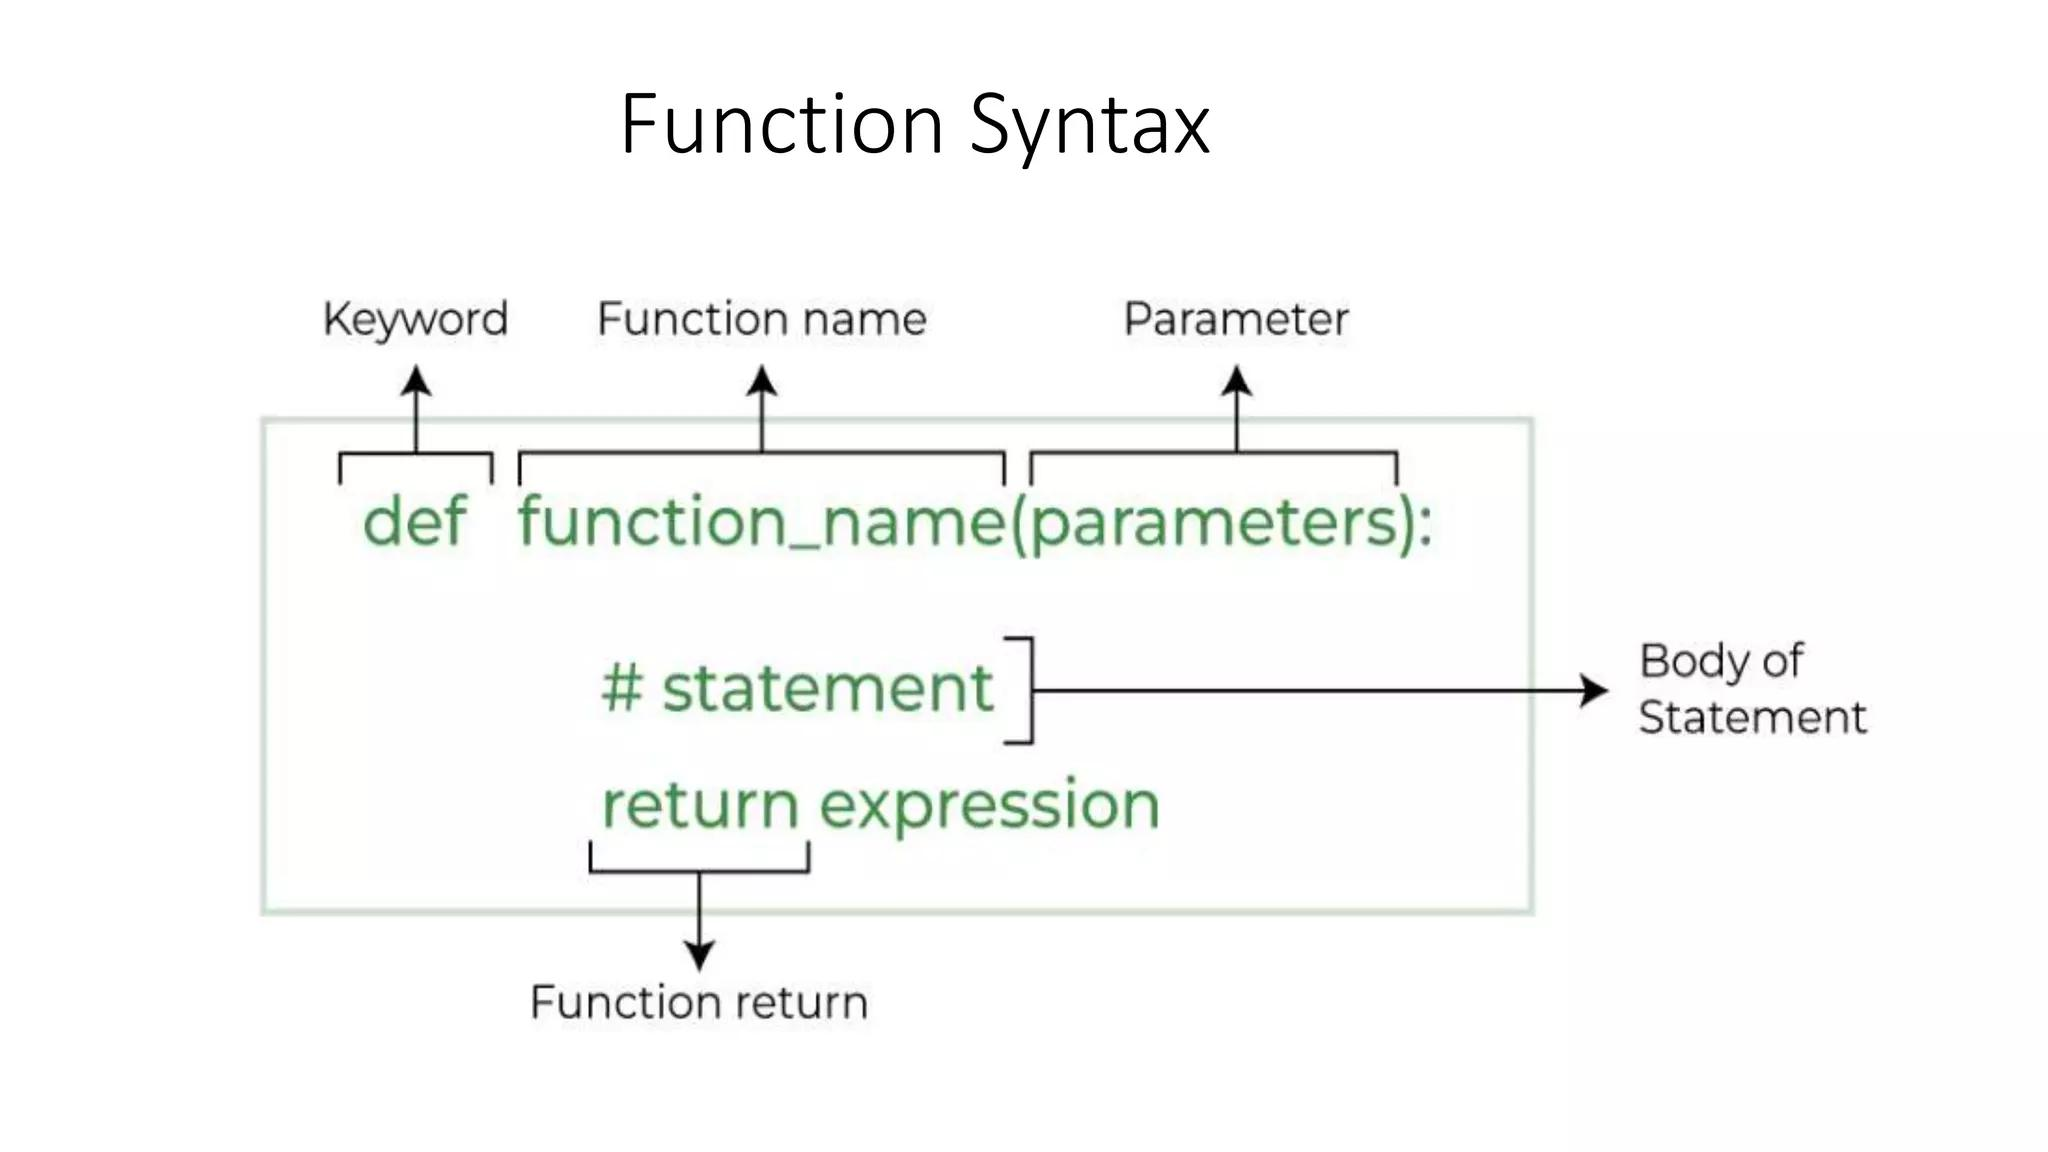 Function Syntax
Keyword Function name Parameter
def function_name(parameters):
# statement
Body of
Statement
return expression
Function return